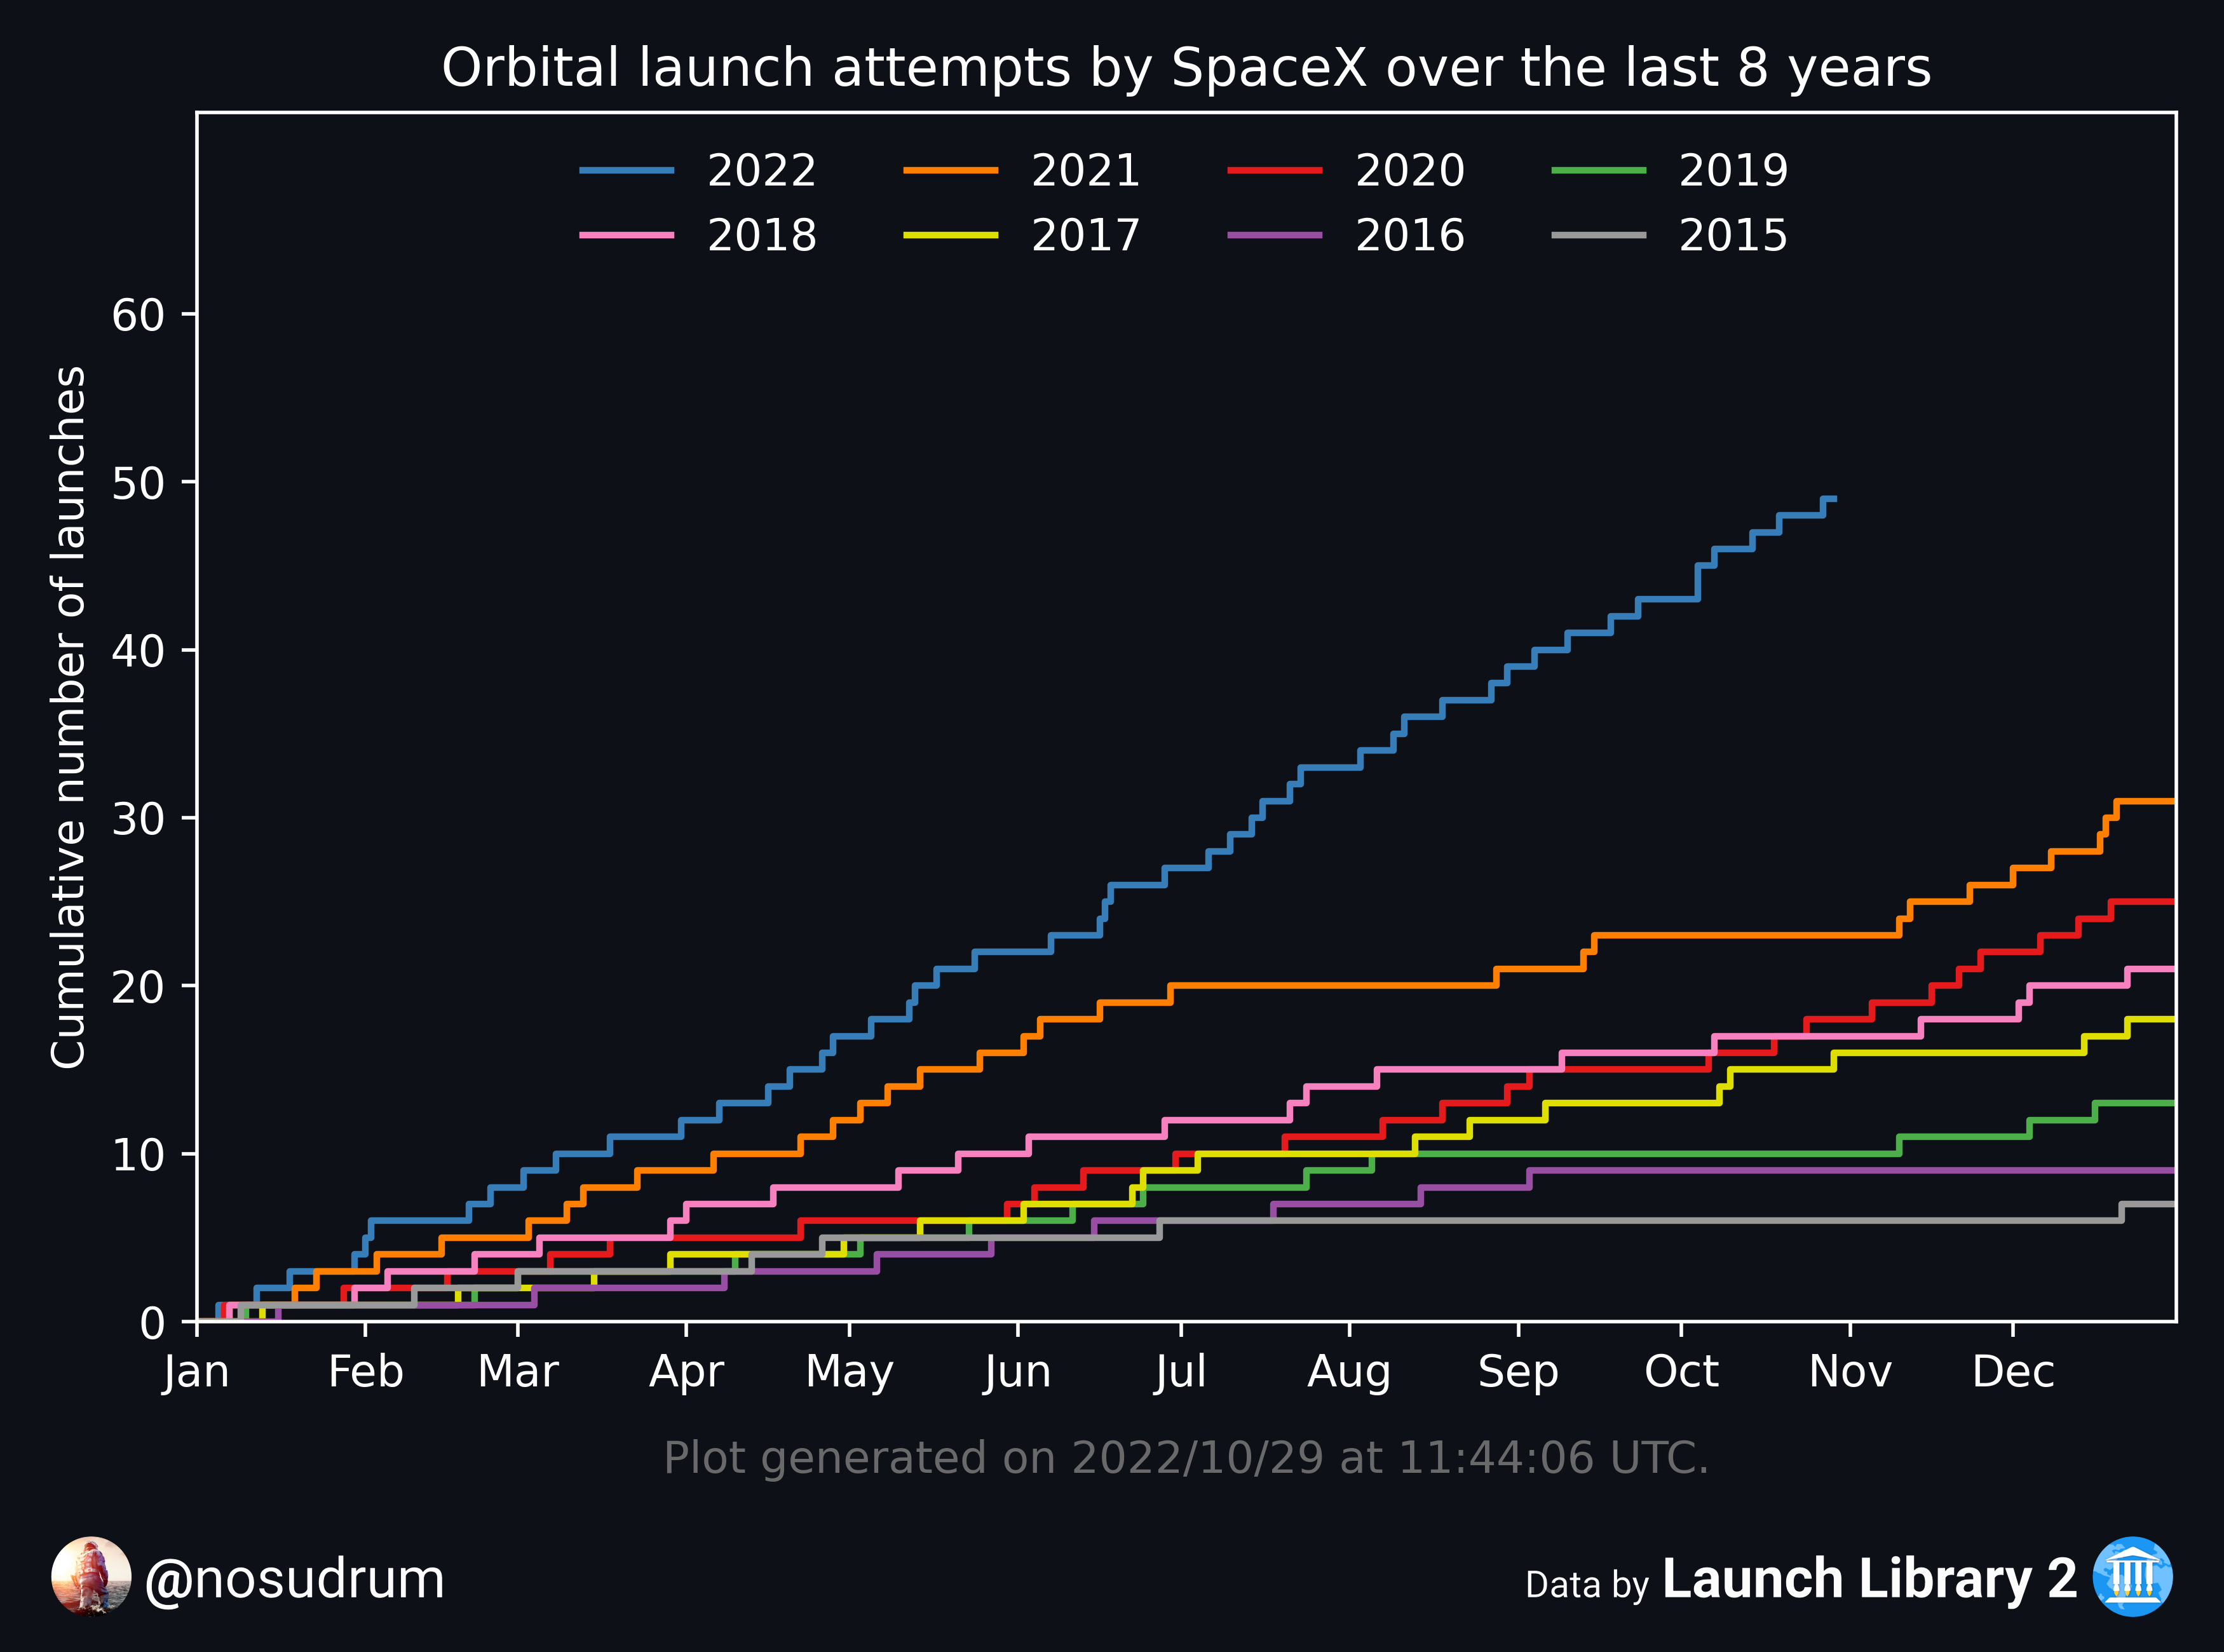 Orbital launch attempts by SpaceX over the last 8 years
2022 2021 2020 2019
2018 2017 2016 2015
Cumulative number of launches
60
50
40
30
20
10
0
Jan Feb Mar Apr May Jun Jul Aug Sep Oct Nov Dec
Plot generated on 2022/10/29 at 11:44:06 UTC.
@nosudrum
Data by Launch Library 2